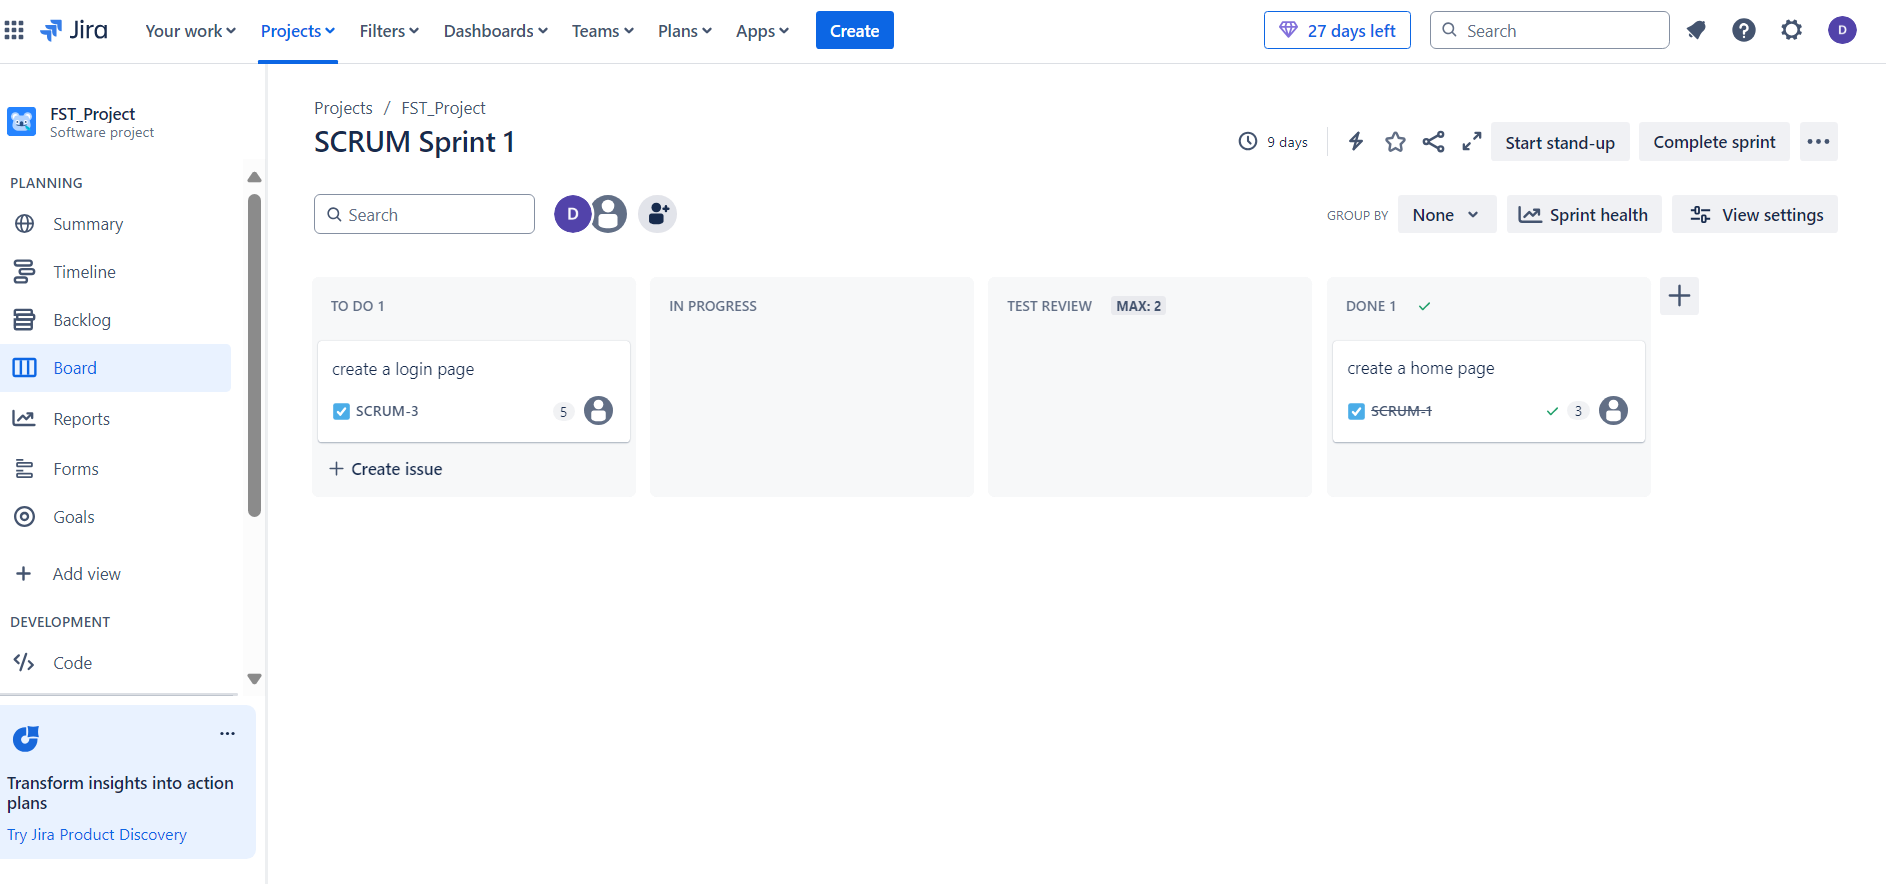 Jira Your work Projects Filters Dashboards Teams Plans Apps Create 27 days left Search D
FST_Project
Software project
PLANNING
Summary
Timeline
Backlog
Board
Reports
Forms
Goals
Add view
DEVELOPMENT
Code
Transform insights into action
plans
Try Jira Product Discovery
Projects / FST_Project
SCRUM Sprint 1
9 days Start stand-up Complete sprint
Search D GROUP BY None Sprint health View settings
TO DO 1
create a login page
SCRUM-3 5
Create issue
IN PROGRESS
TEST REVIEW MAX: 2
DONE 1
create a home page
SCRUM-1 3